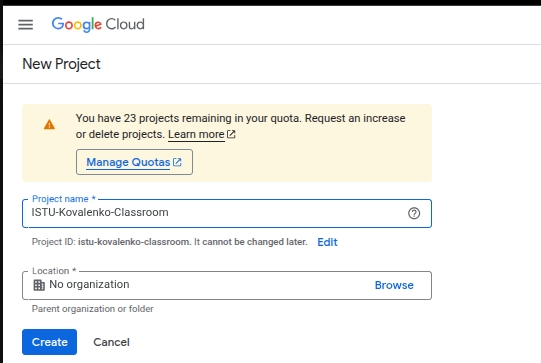 Google Cloud
New Project
You have 23 projects remaining in your quota. Request an increase
or delete projects. Learn more
Manage Quotas
Project name *
ISTU-Kovalenko-Classroom
Project ID: istu-kovalenko-classroom. It cannot be changed later. Edit
Location *
No organization Browse
Parent organization or folder
Create Cancel